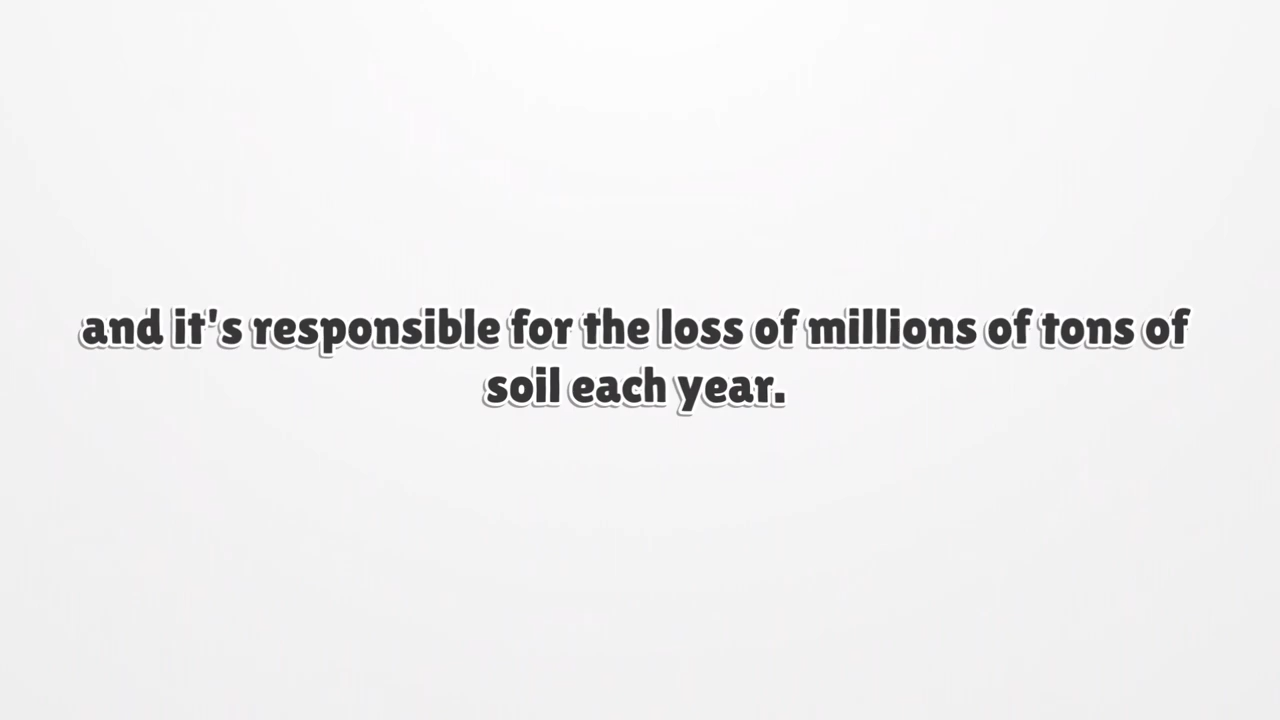 and it's responsible for the loss of millions of tons of
soil each year.